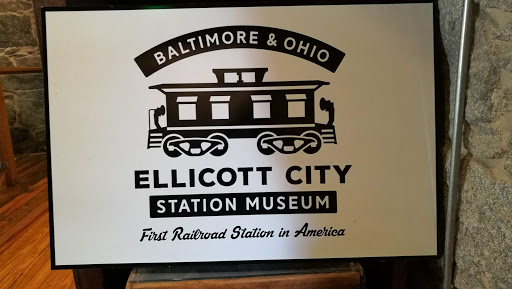 BALTIMORE & OHIO
ELLICOTT CITY
STATION MUSEUM
First Railroad Station in America